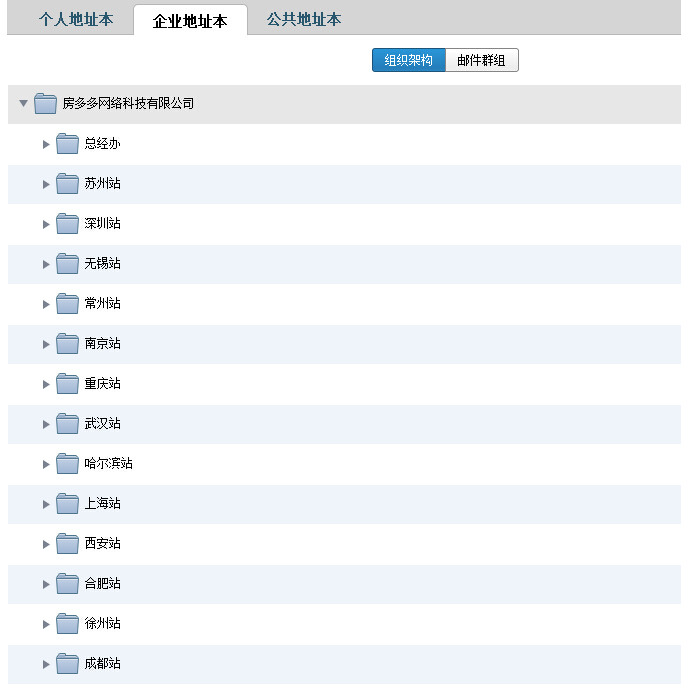 个人地址本 企业地址本 公共地址本
组织架构 邮件群组
房多多网络科技有限公司
总经办
苏州站
深圳站
无锡站
常州站
南京站
重庆站
武汉站
哈尔滨站
上海站
西安站
合肥站
徐州站
成都站